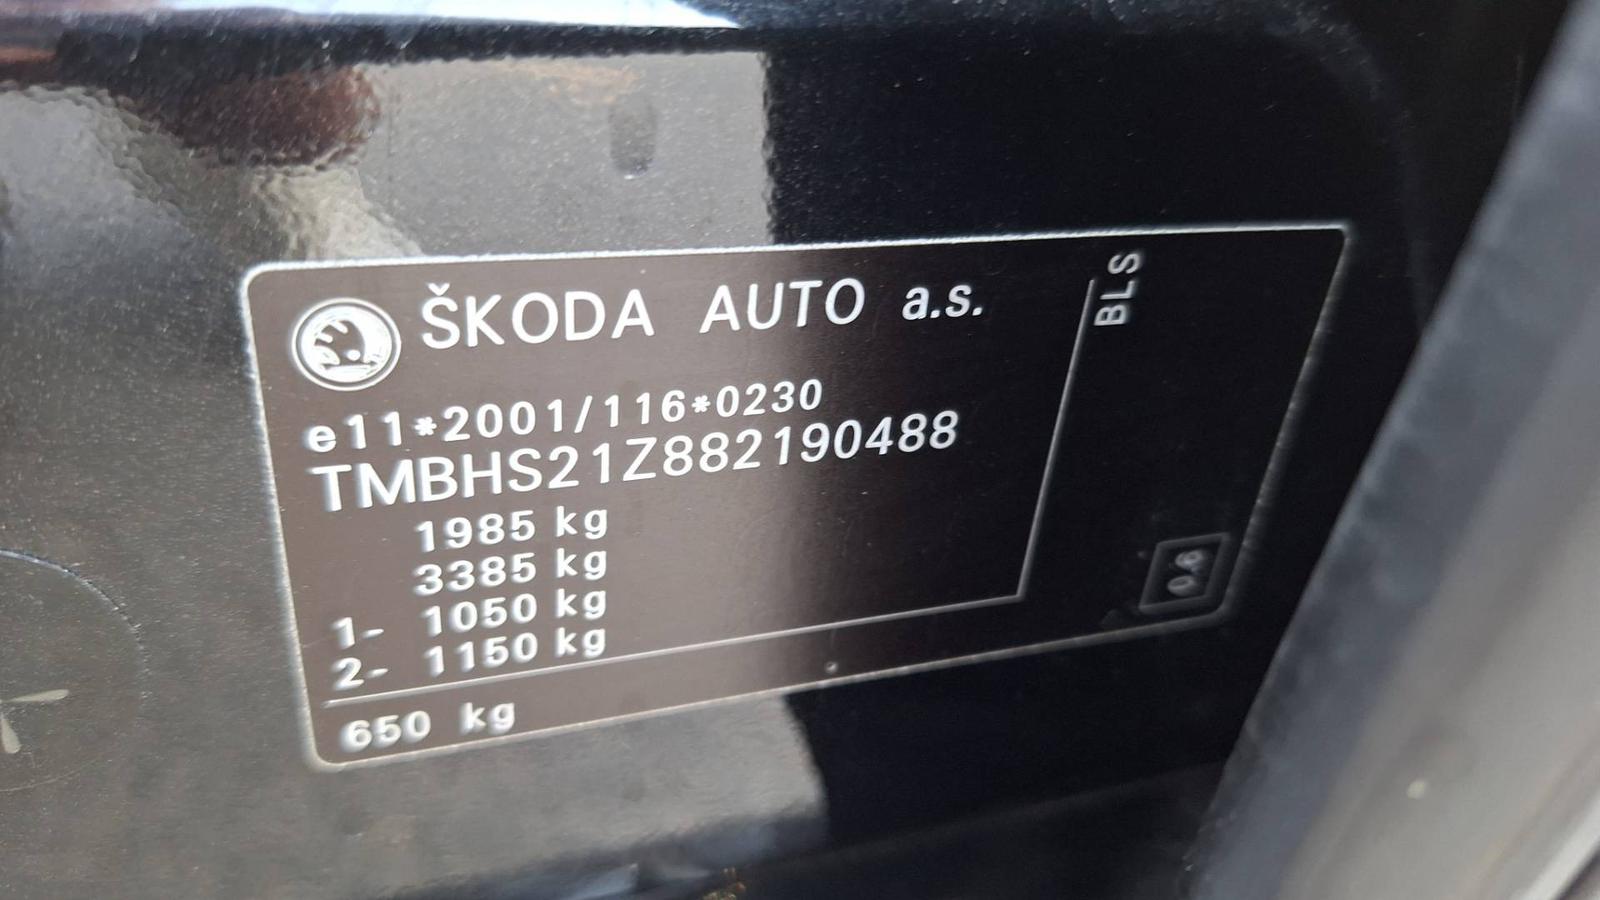 ŠKODA AUTO a.s.
e11*2001/116*0230
TMBHS21Z882190488
1985 kg
3385 kg
1- 1050 kg
2- 1150 kg
650 kg
BLS
0.6